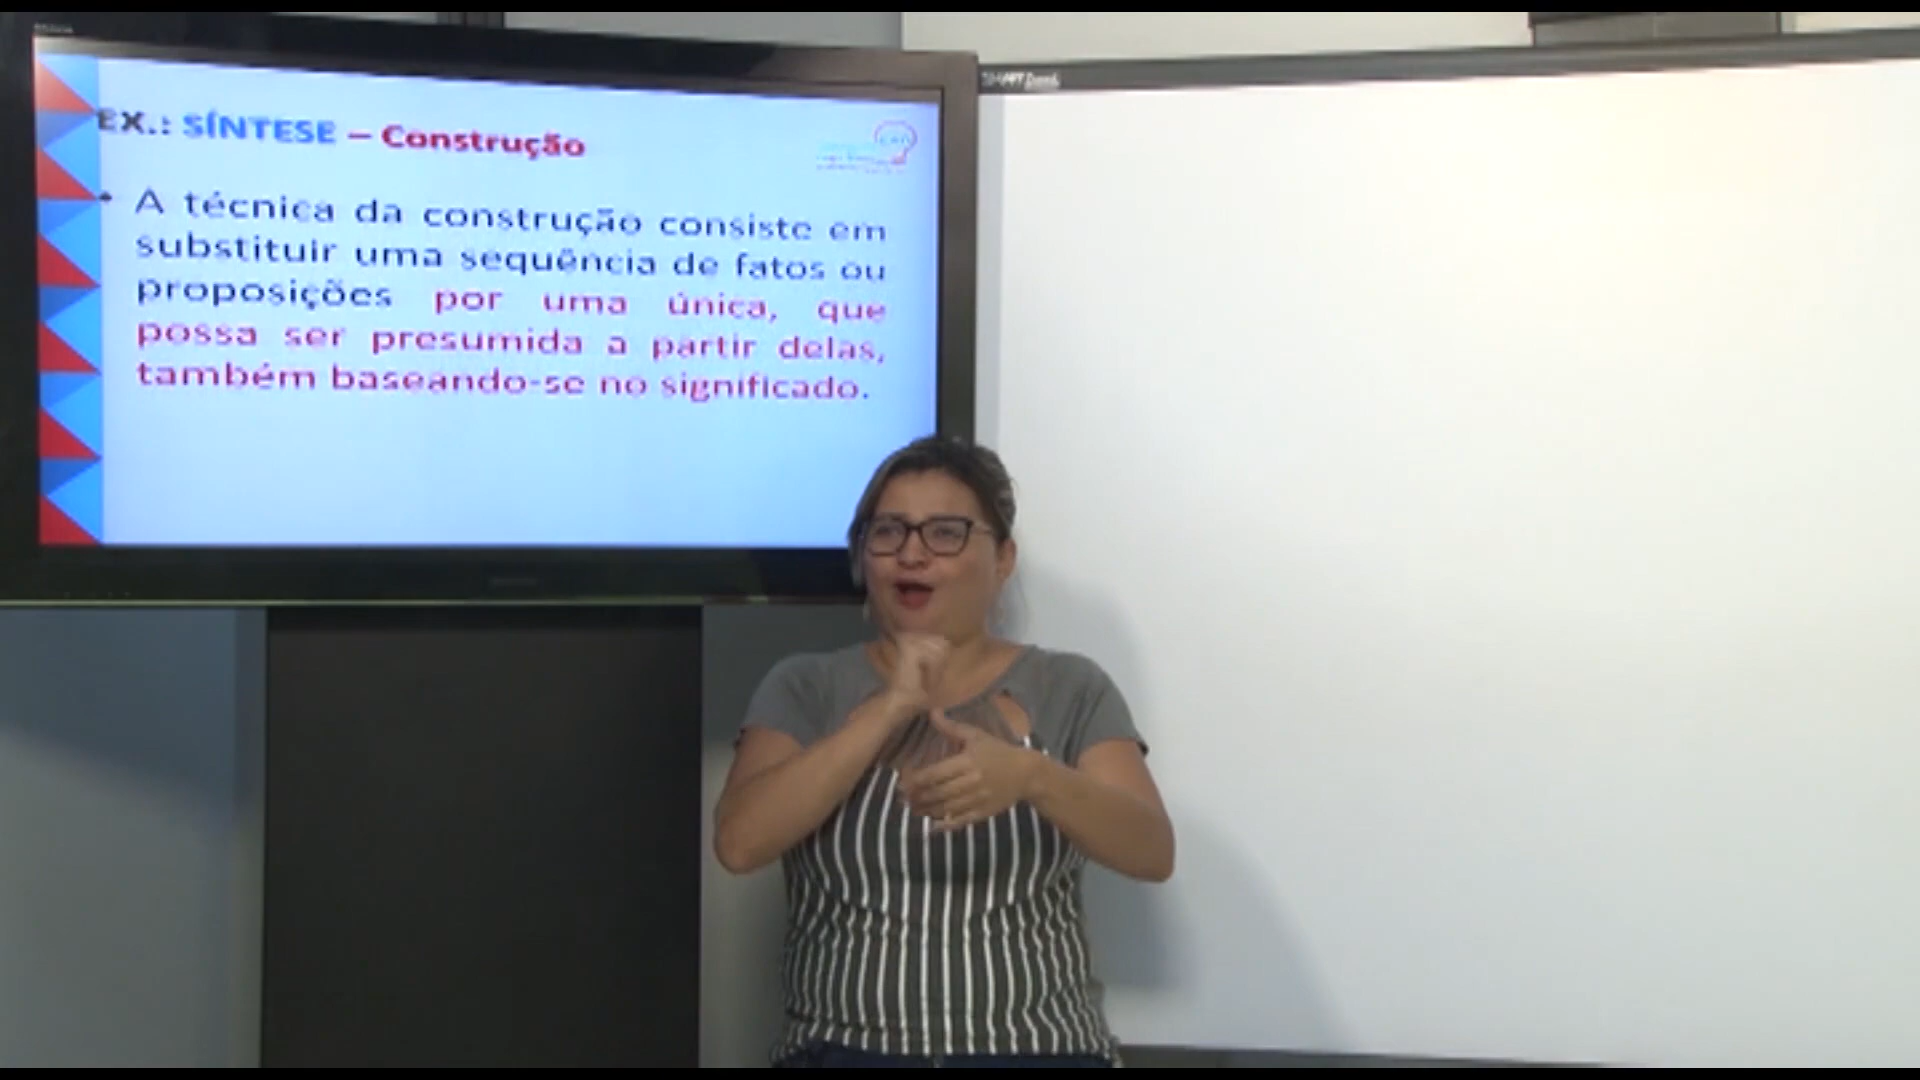 EX.: SÍNTESE – Construção
• A técnica da construção consiste em
substituir uma sequência de fatos ou
proposições por uma única, que
possa ser presumida a partir delas,
também baseando-se no significado.
SMART